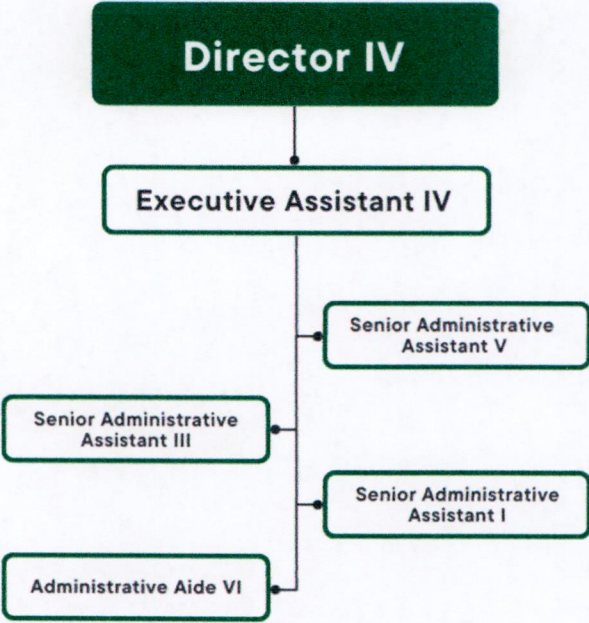 Director IV
Executive Assistant IV
Senior Administrative
Assistant V
Senior Administrative
Assistant III
Senior Administrative
Assistant I
Administrative Aide VI